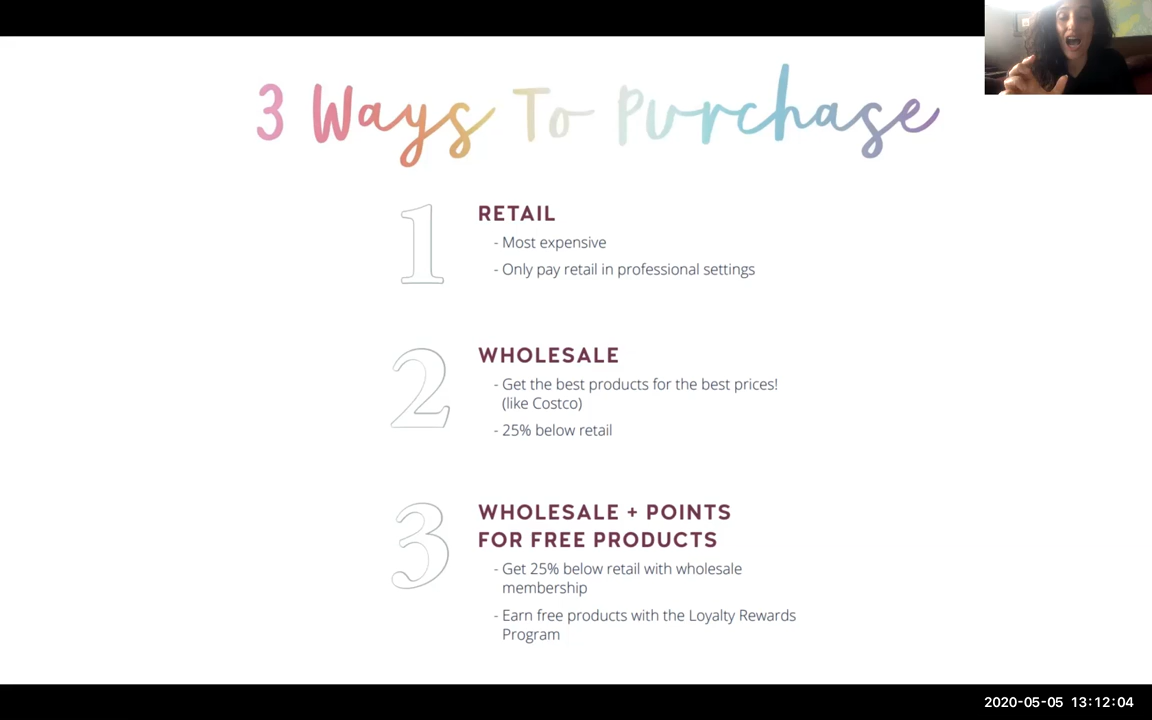 3 Ways To Purchase
1
RETAIL
- Most expensive
- Only pay retail in professional settings
2
WHOLESALE
- Get the best products for the best prices!
(like Costco)
- 25% below retail
3
WHOLESALE + POINTS
FOR FREE PRODUCTS
- Get 25% below retail with wholesale
membership
- Earn free products with the Loyalty Rewards
Program
2020-05-05 13:12:04